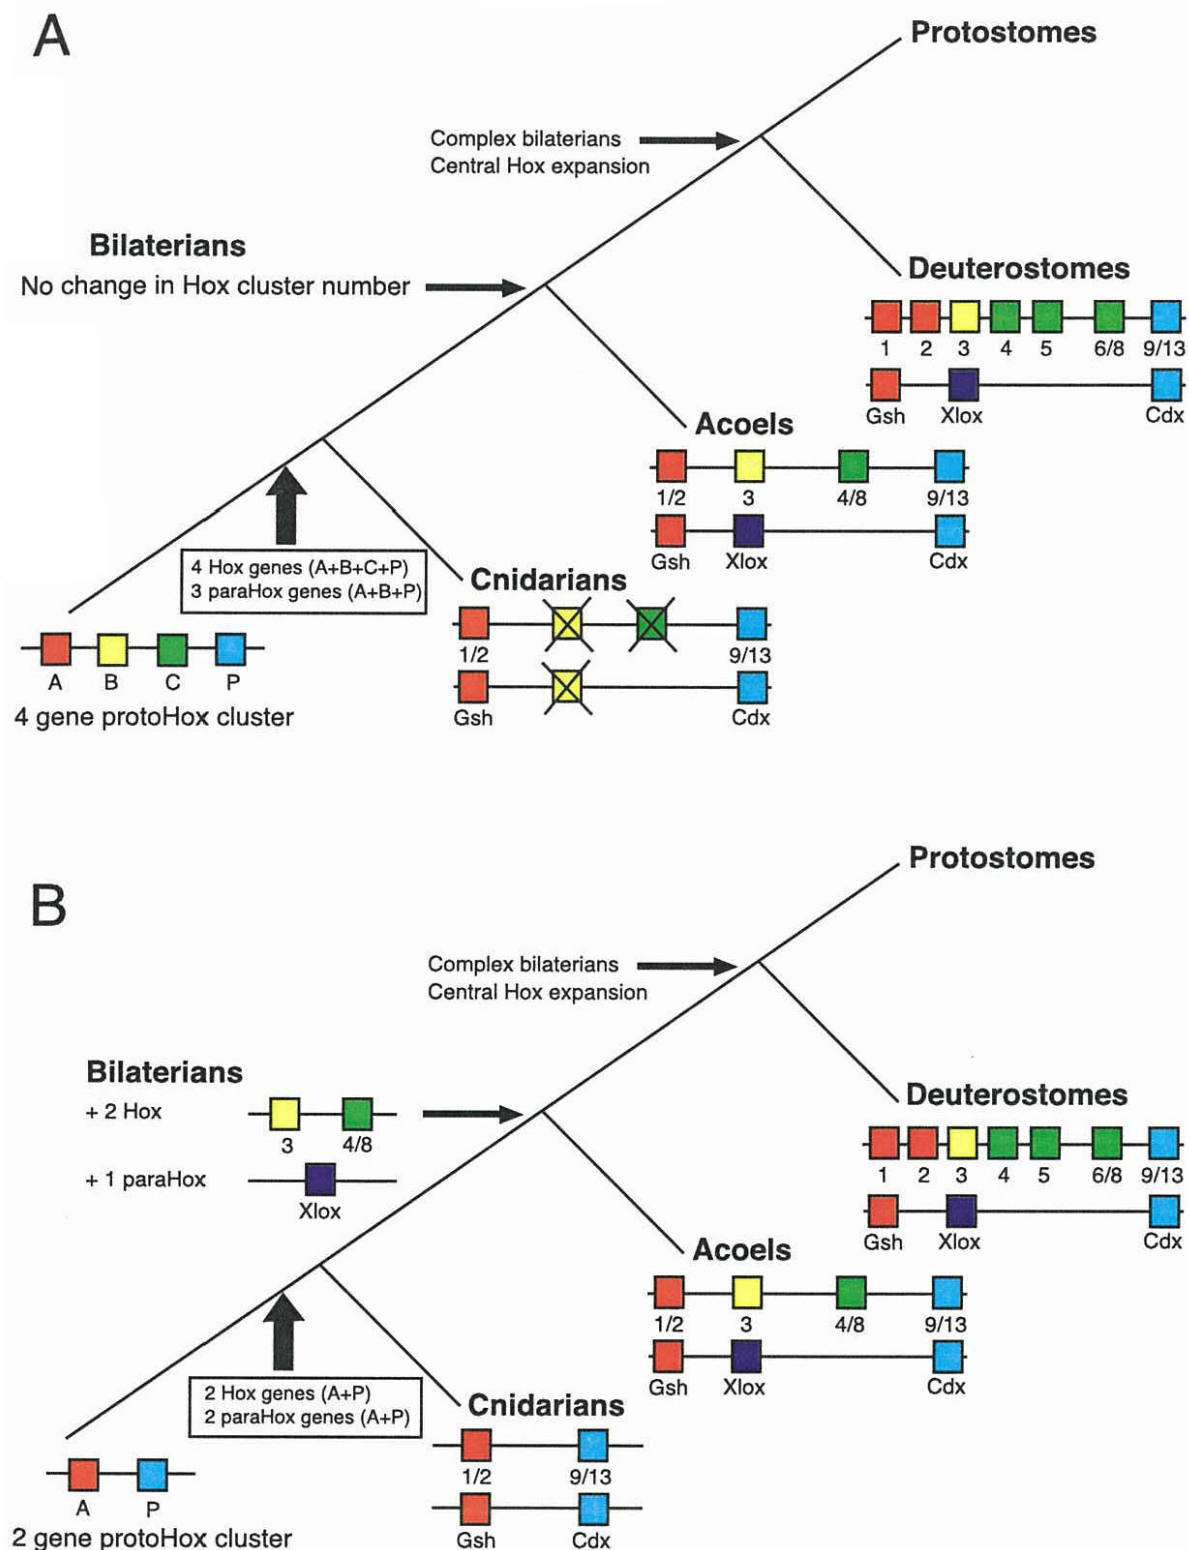 A
Protostomes
Complex bilaterians
Central Hox expansion
Bilaterians
No change in Hox cluster number
Deuterostomes
1 2 3 4 5 6/8 9/13
Gsh Xlox Cdx
Acoels
1/2 3 4/8 9/13
Gsh Xlox Cdx
4 Hox genes (A+B+C+P)
3 paraHox genes (A+B+P)
Cnidarians
1/2 9/13
Gsh Cdx
A B C P
4 gene protoHox cluster
B
Protostomes
Complex bilaterians
Central Hox expansion
Bilaterians
+ 2 Hox
3 4/8
+ 1 paraHox
Xlox
Deuterostomes
1 2 3 4 5 6/8 9/13
Gsh Xlox Cdx
Acoels
1/2 3 4/8 9/13
Gsh Xlox Cdx
2 Hox genes (A+P)
2 paraHox genes (A+P)
Cnidarians
1/2 9/13
Gsh Cdx
A P
2 gene protoHox cluster